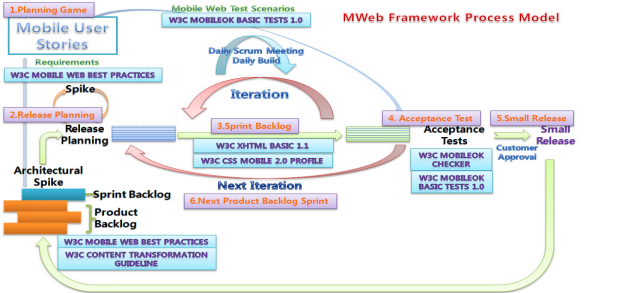 1.Planning Game
Mobile User
Stories
Mobile Web Test Scenarios
W3C MOBILEOK BASIC TESTS 1.0
MWeb Framework Process Model
Requirements
W3C MOBILE WEB BEST PRACTICES
Daily Scrum Meeting
Daily Build
Spike
Iteration
2.Release Planning
Release
Planning
3.Sprint Backlog
W3C XHTML BASIC 1.1
W3C CSS MOBILE 2.0 PROFILE
4. Acceptance Test
Acceptance
Tests
W3C MOBILEOK
CHECKER
W3C MOBILEOK
BASIC TESTS 1.0
5.Small Release
Small
Release
Customer
Approval
Architectural
Spike
Next Iteration
6.Next Product Backlog Sprint
Sprint Backlog
Product
Backlog
W3C MOBILE WEB BEST PRACTICES
W3C CONTENT TRANSFORMATION
GUIDELINE